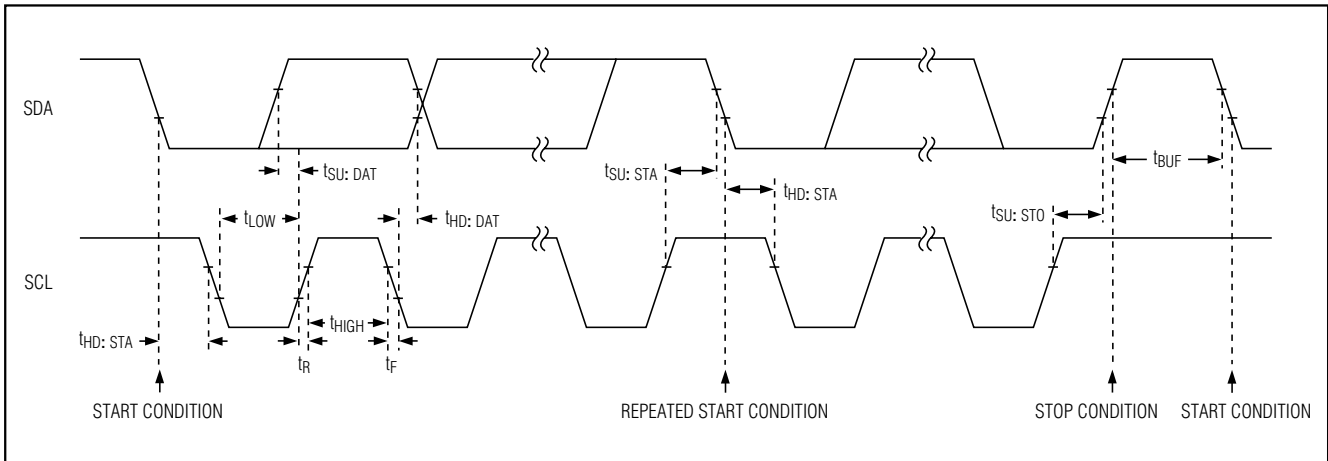 SDA
tSU: DAT
tSU: STA
tBUF
tHD: STA
tLOW
tHD: DAT
tSU: STO
SCL
tHIGH
tHD: STA
tR
tF
START CONDITION
REPEATED START CONDITION
STOP CONDITION
START CONDITION